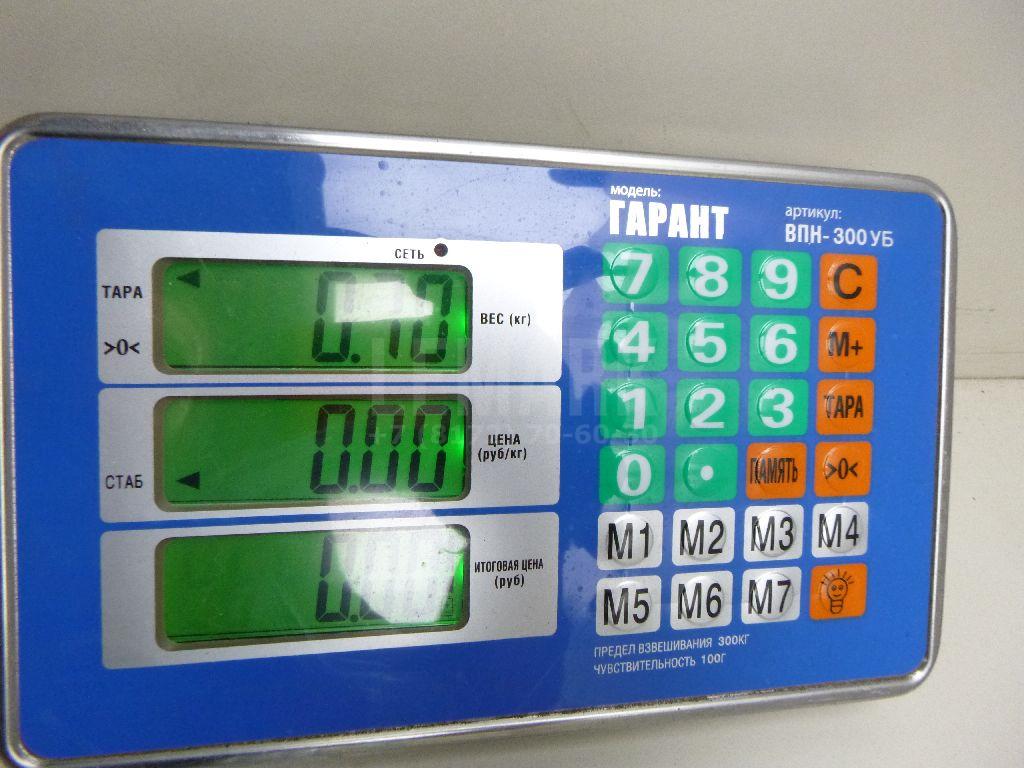 модель:
ГАРАНТ
артикул:
ВПН-300УБ
СЕТЬ
ТАРА
>0<
0.10
ВЕС (кг)
СТАБ
0.00
ЦЕНА
(руб/кг)
ИТОГОВАЯ ЦЕНА
(руб)
7 8 9 C
4 5 6 M+
1 2 3 ТАРА
0 . ПАМЯТЬ >0<
M1 M2 M3 M4
M5 M6 M7
ПРЕДЕЛ ВЗВЕШИВАНИЯ 300КГ
ЧУВСТВИТЕЛЬНОСТЬ 100Г